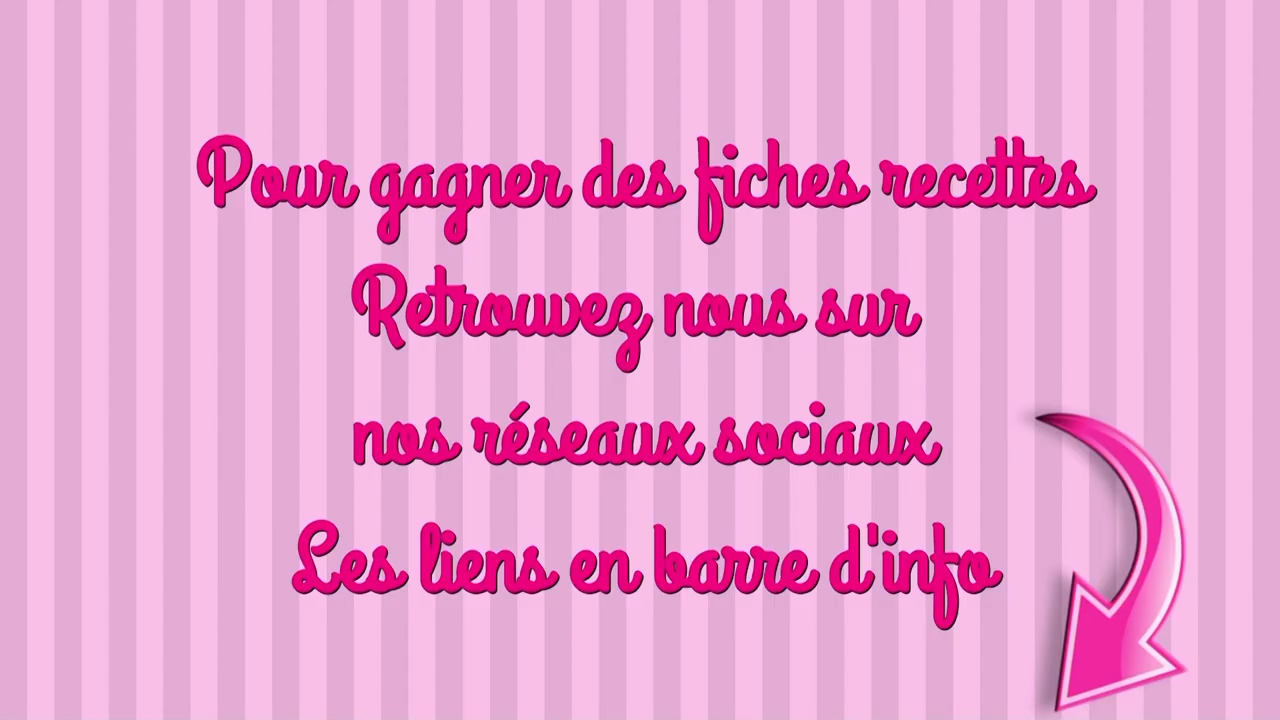 Pour gagner des fiches recettes
Retrouvez nous sur
nos réseaux sociaux
Les liens en barre d'info